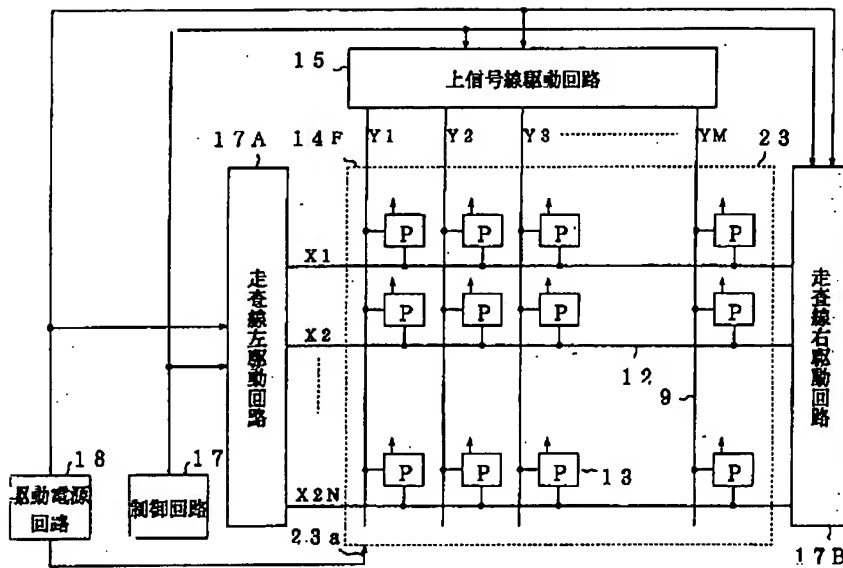 15
上信号線駆動回路
17A
14F
Y1
Y2
Y3
YM
23
P
P
P
P
X1
走査線左駆動回路
走査線右駆動回路
P
P
P
P
X2
12
9
18
17
駆動電源
回路
制御回路
P
P
P
P
13
X2N
23a
17B